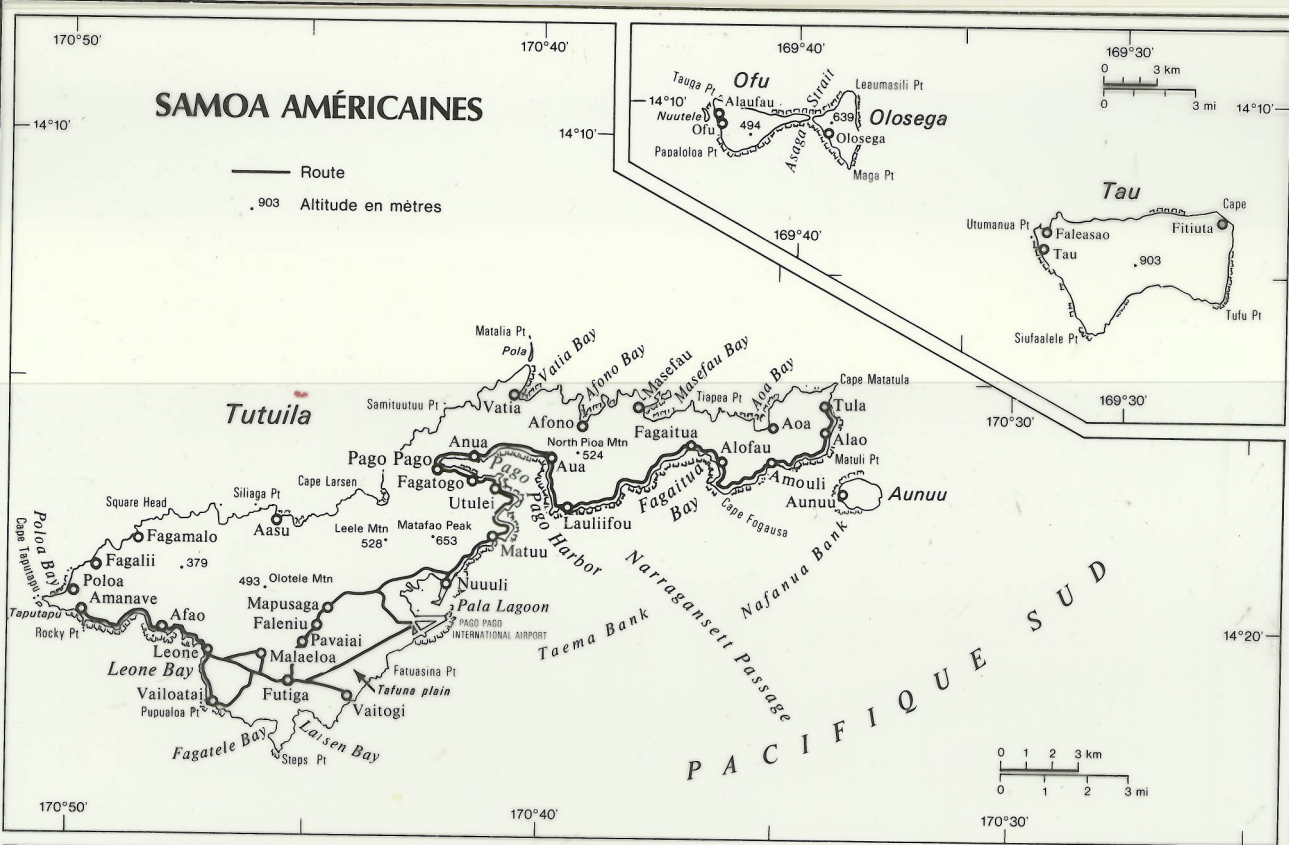 170°50'
170°40'
169°40'
169°30'
SAMOA AMÉRICAINES
14°10'
14°10'
Route
.903 Altitude en mètres
0 3 km
0 3 mi
14°10'
14°10'
Tauga Pt
Ofu
Strait
Leaumasili Pt
Alaufau
Nuutele
Ofu
494
639
Olosega
Olosega
Papaloloa Pt
Asaga
Maga Pt
Tau
Cape
Utumanua Pt
Faleasao
Fitiuta
Tau
903
Tufu Pt
Siufaalele Pt
169°40'
169°30'
170°30'
Matalia Pt
Pola
Vatia Bay
Afono Bay
Masefau
Masefau Bay
Aoa Bay
Cape Matatula
Tutuila
Samituutuu Pt
Vatia
Tiapea Pt
Tula
Afono
Fagaitua
Aoa
Alao
Anua
North Pioa Mtn
524
Alofau
Matuli Pt
Pago Pago
Aua
Amouli
Fagatogo
Pago Pago Harbor
Aunuu
Aunuu
Utulei
Fagaitua Bay
Cape Fogausa
Lauliifou
Square Head
Siliaga Pt
Cape Larsen
Aasu
Leele Mtn
528
Matafao Peak
653
Matuu
Fagamalo
Poloa Bay
Cape Taputapu
Fagalii
379
Poloa
493
Olotele Mtn
Nuuuli
Amanave
Mapusaga
Pala Lagoon
Taputapu
Afao
Faleniu
PAGO PAGO
INTERNATIONAL AIRPORT
Rocky Pt
Pavaiai
Leone
Malaeloa
Leone Bay
Fatuasina Pt
Vailoatai
Futiga
Tafuna plain
Pupualoa Pt
Vaitogi
Fagatele Bay
Larsen Bay
Steps Pt
Taema Bank
Narragansett Passage
Nafanua Bank
PACIFIQUE SUD
14°20'
0 1 2 3 km
0 1 2 3 mi
170°50'
170°40'
170°30'